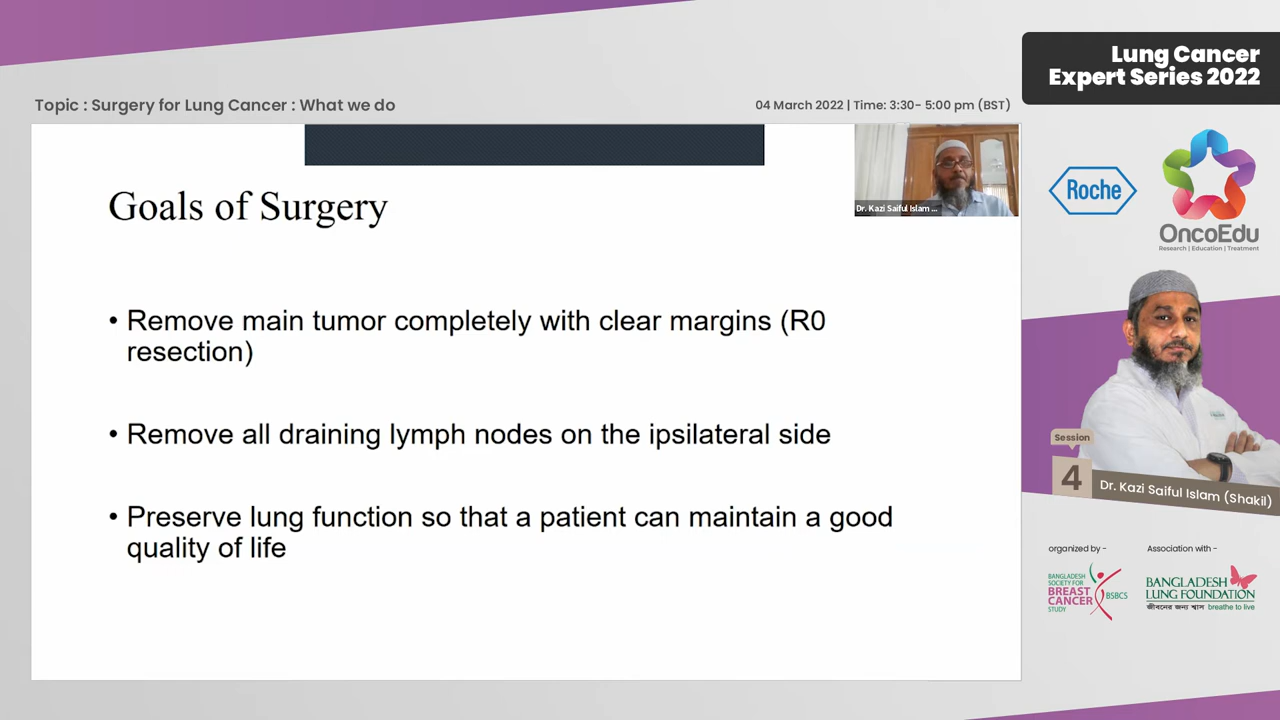 Lung Cancer
Expert Series 2022
Topic : Surgery for Lung Cancer : What we do
04 March 2022 | Time: 3:30- 5:00 pm (BST)
Goals of Surgery
Dr. Kazi Saiful Islam ...
• Remove main tumor completely with clear margins (R0
resection)
• Remove all draining lymph nodes on the ipsilateral side
• Preserve lung function so that a patient can maintain a good
quality of life
Roche
OncoEdu
Research | Education | Treatment
Session
4
Dr. Kazi Saiful Islam (Shakil)
organized by -
Association with -
BANGLADESH
SOCIETY FOR
BREAST
CANCER
STUDY
BSBCS
BANGLADESH
LUNG FOUNDATION
জীবনের জন্য শ্বাস breathe to live